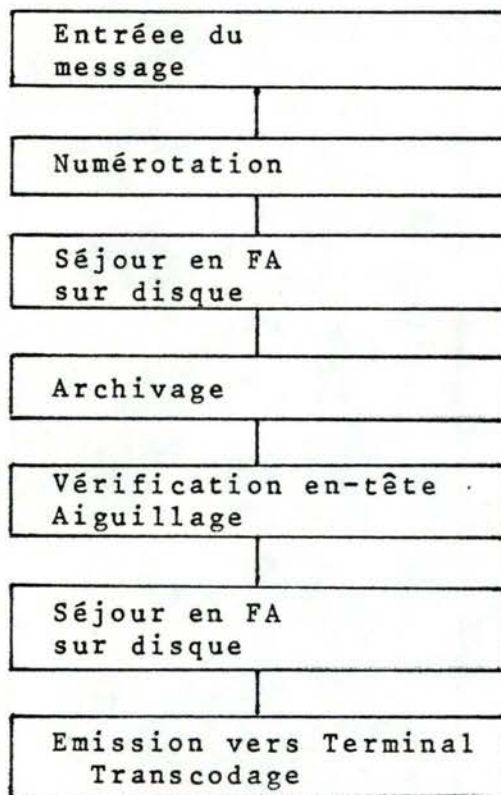 Entréee du
message
Numérotation
Séjour en FA
sur disque
Archivage
Vérification en-tête
Aiguillage
Séjour en FA
sur disque
Emission vers Terminal
Transcodage